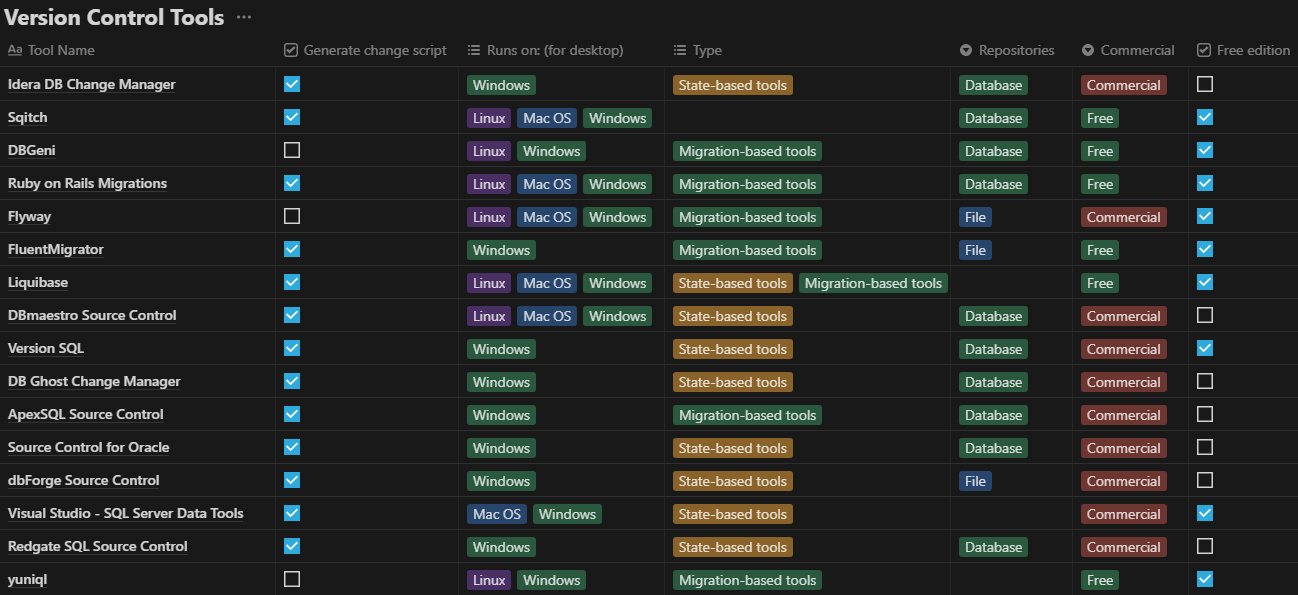 Version Control Tools ...
Aa Tool Name Generate change script Runs on: (for desktop) Type Repositories Commercial Free edition
Idera DB Change Manager Windows State-based tools Database Commercial
Sqitch Linux Mac OS Windows Database Free
DBGeni Linux Windows Migration-based tools Database Free
Ruby on Rails Migrations Linux Mac OS Windows Migration-based tools Database Free
Flyway Linux Mac OS Windows Migration-based tools File Commercial
FluentMigrator Windows Migration-based tools File Free
Liquibase Linux Mac OS Windows State-based tools Migration-based tools Free
DBmaestro Source Control Linux Mac OS Windows State-based tools Database Commercial
Version SQL Windows State-based tools Database Commercial
DB Ghost Change Manager Windows State-based tools Database Commercial
ApexSQL Source Control Windows Migration-based tools Database Commercial
Source Control for Oracle Windows State-based tools Database Commercial
dbForge Source Control Windows State-based tools File Commercial
Visual Studio - SQL Server Data Tools Mac OS Windows State-based tools Commercial
Redgate SQL Source Control Windows State-based tools Database Commercial
yuniql Linux Windows Migration-based tools Free